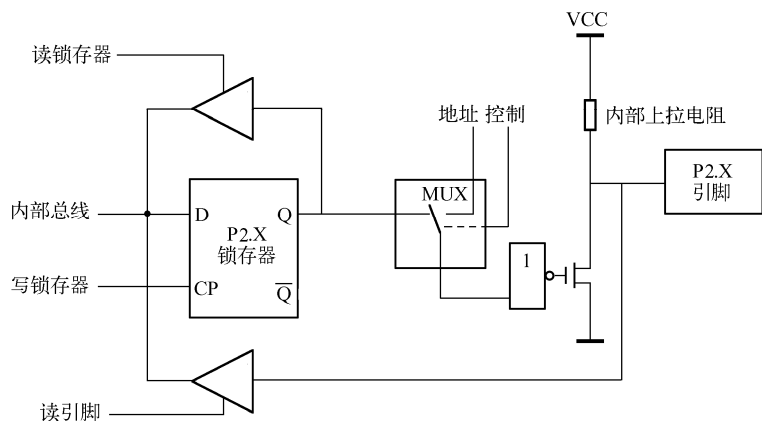 VCC
读锁存器
地址 控制
内部上拉电阻
MUX
P2.X
引脚
内部总线
D
Q
P2.X
锁存器
写锁存器
CP
Q̅
1
读引脚